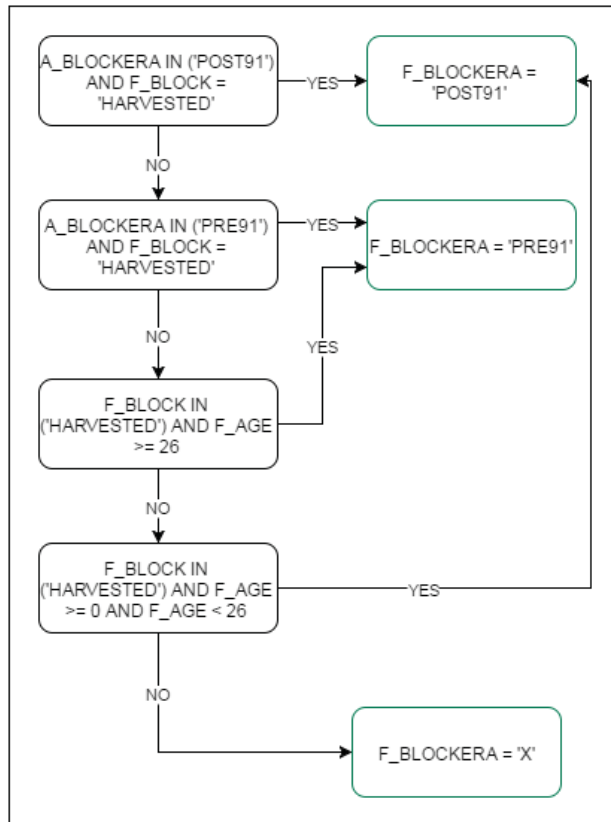 A_BLOCKERA IN ('POST91')
AND F_BLOCK =
'HARVESTED'
YES
F_BLOCKERA =
'POST91'
NO
A_BLOCKERA IN ('PRE91')
AND F_BLOCK =
'HARVESTED'
YES
F_BLOCKERA = 'PRE91'
NO
YES
F_BLOCK IN
('HARVESTED') AND F_AGE
>= 26
NO
F_BLOCK IN
('HARVESTED') AND F_AGE
>= 0 AND F_AGE < 26
YES
NO
F_BLOCKERA = 'X'